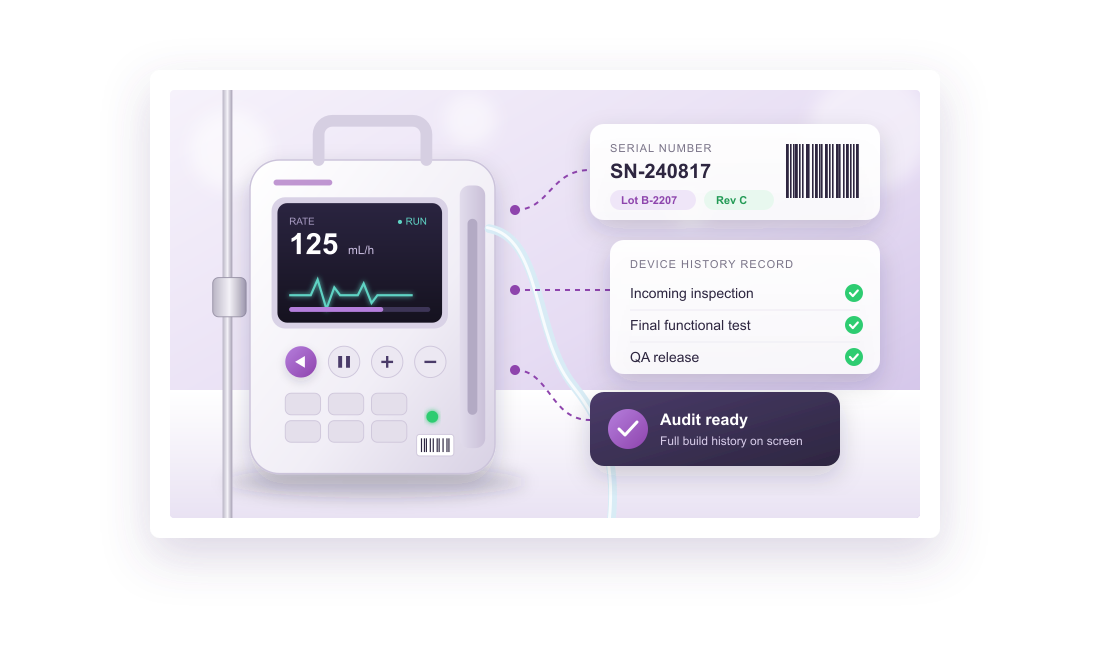 RATE
● RUN
125 mL/h
SERIAL NUMBER
SN-240817
Lot B-2207
Rev C
DEVICE HISTORY RECORD
Incoming inspection
Final functional test
QA release
Audit ready
Full build history on screen